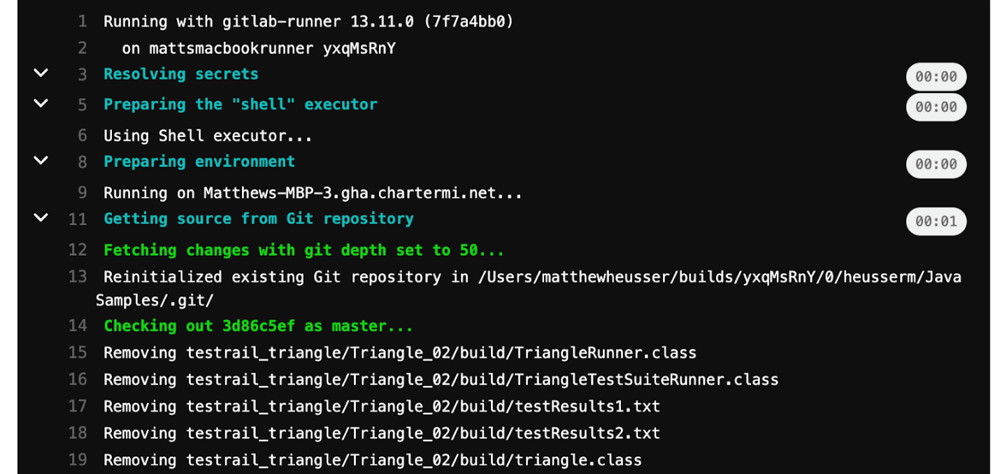 1 Running with gitlab-runner 13.11.0 (7f7a4bb0)
2 on mattsmacbookrunner yxqMsRnY
3 Resolving secrets 00:00
5 Preparing the "shell" executor 00:00
6 Using Shell executor...
8 Preparing environment 00:00
9 Running on Matthews-MBP-3.gha.chartermi.net...
11 Getting source from Git repository 00:01
12 Fetching changes with git depth set to 50...
13 Reinitialized existing Git repository in /Users/matthewheusser/builds/yxqMsRnY/0/heusserm/Java
Samples/.git/
14 Checking out 3d86c5ef as master...
15 Removing testrail_triangle/Triangle_02/build/TriangleRunner.class
16 Removing testrail_triangle/Triangle_02/build/TriangleTestSuiteRunner.class
17 Removing testrail_triangle/Triangle_02/build/testResults1.txt
18 Removing testrail_triangle/Triangle_02/build/testResults2.txt
19 Removing testrail_triangle/Triangle_02/build/triangle.class